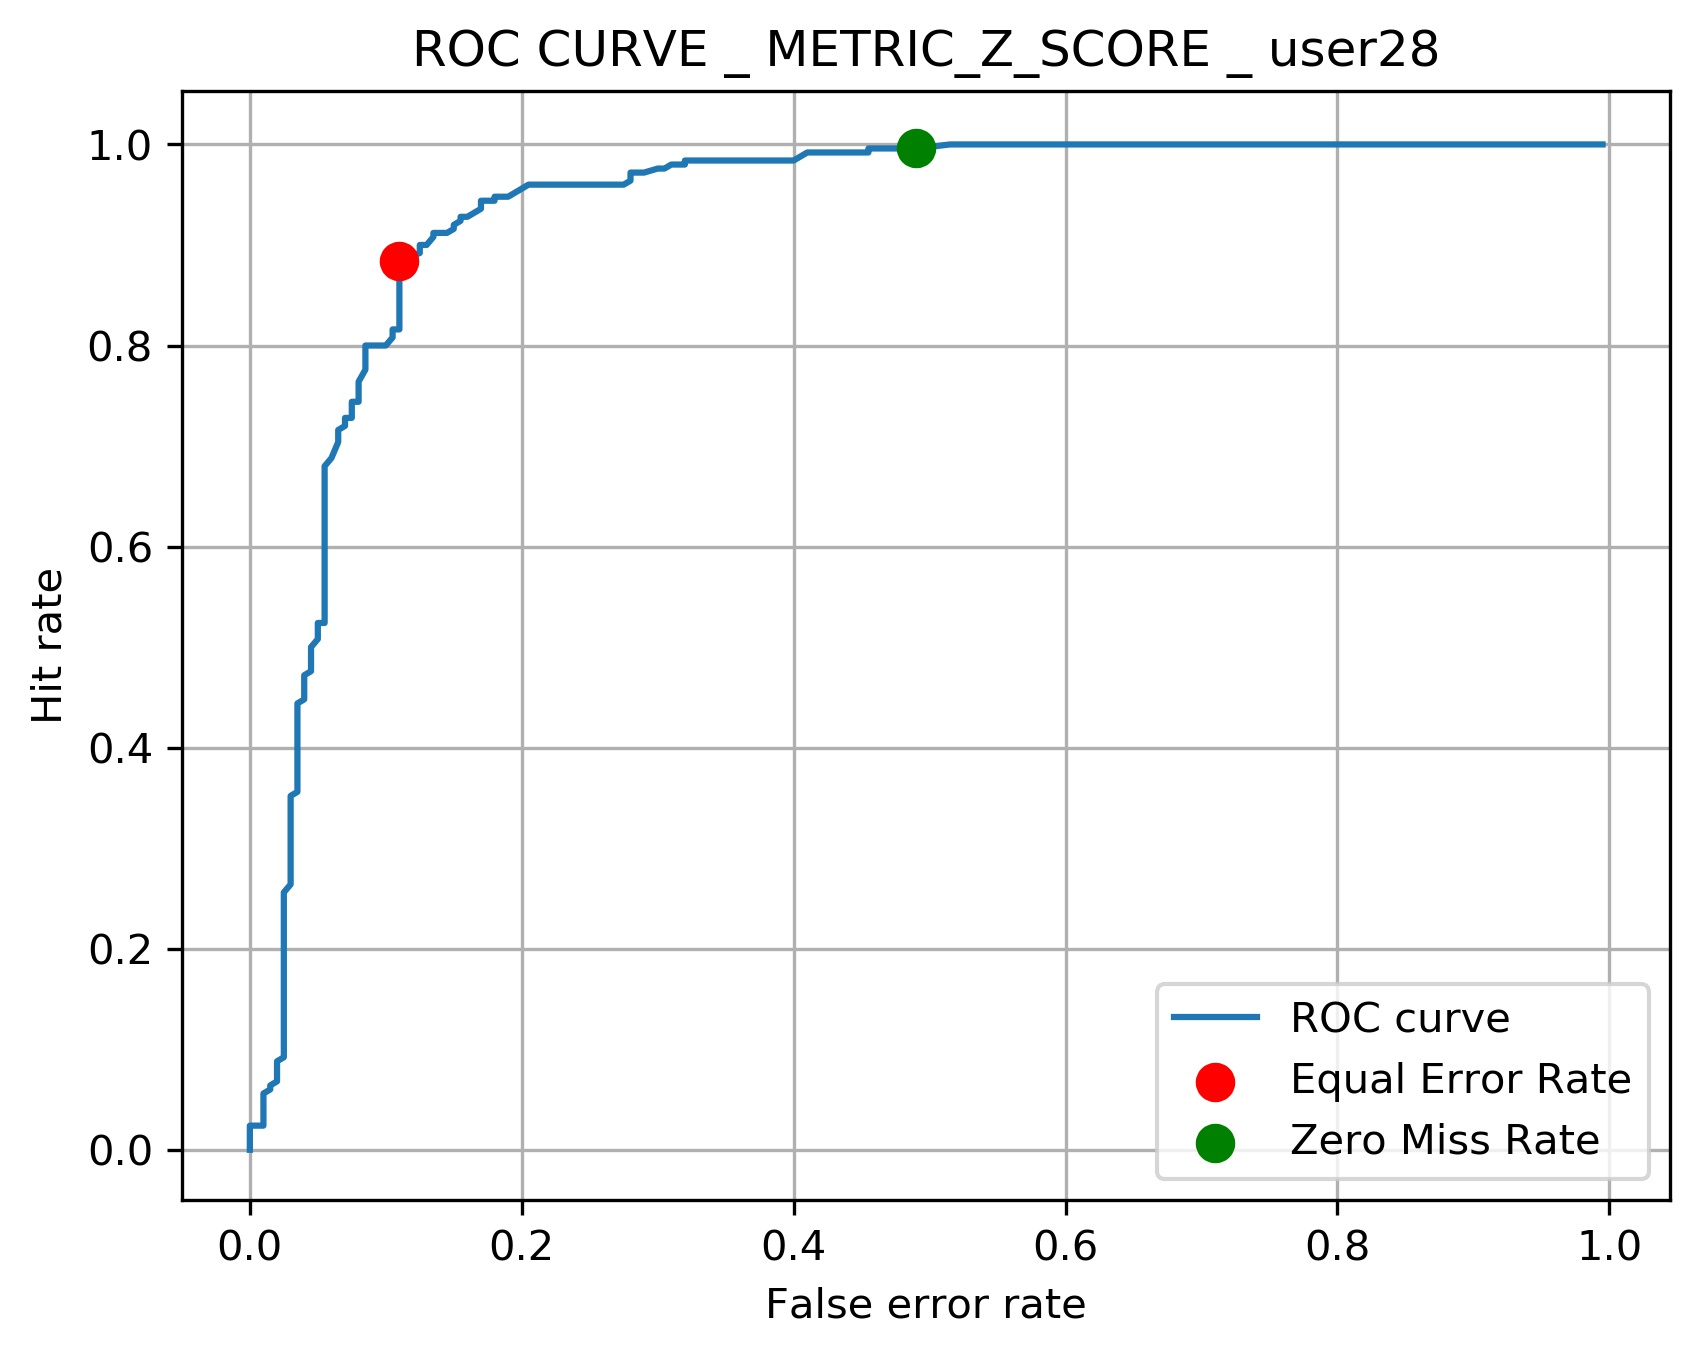 ROC CURVE _ METRIC_Z_SCORE _ user28
1.0
0.8
0.6
0.4
0.2
0.0
Hit rate
ROC curve
Equal Error Rate
Zero Miss Rate
0.0 0.2 0.4 0.6 0.8 1.0
False error rate